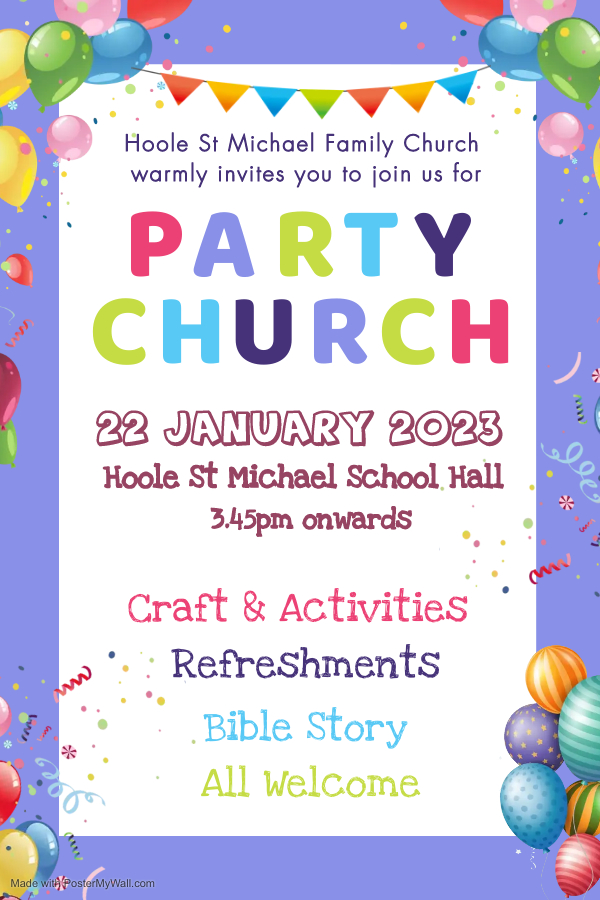 Hoole St Michael Family Church
warmly invites you to join us for
PARTY
CHURCH
22 JANUARY 2023
Hoole St Michael School Hall
3.45pm onwards
Craft & Activities
Refreshments
Bible Story
All Welcome
Made with PosterMyWall.com